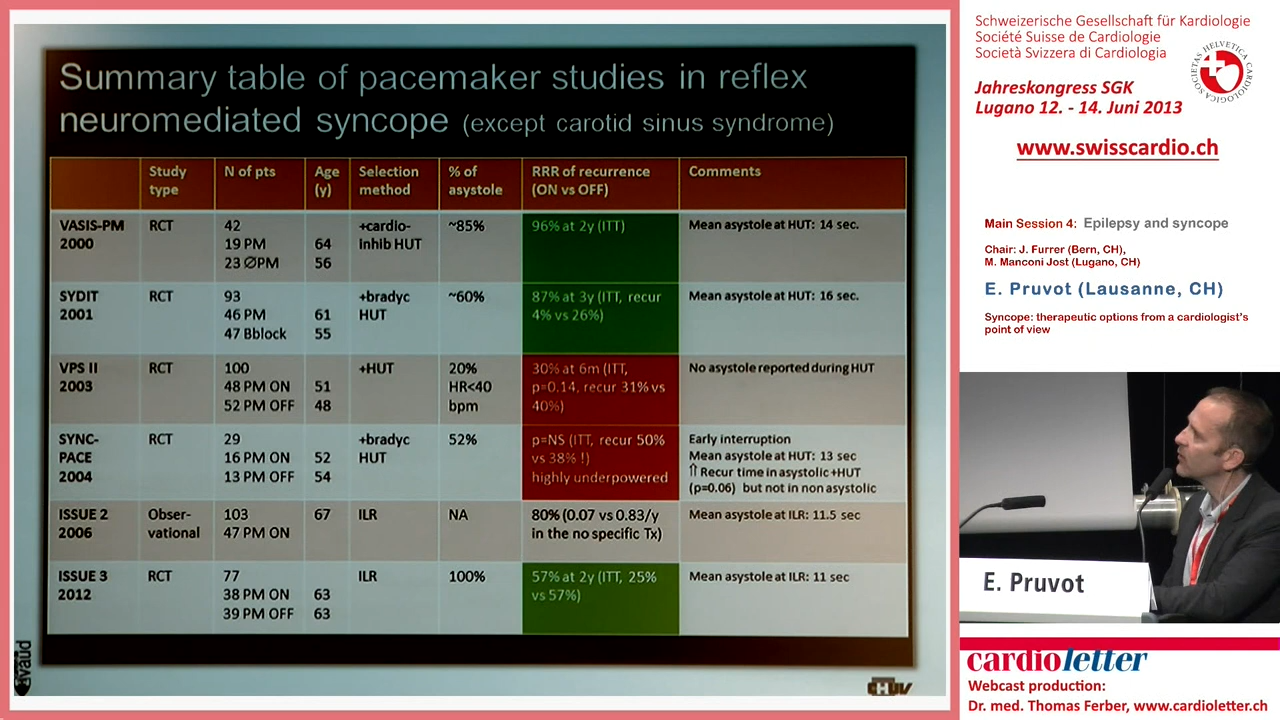 Summary table of pacemaker studies in reflex
neuromediated syncope (except carotid sinus syndrome)
Study type | N of pts | Age (y) | Selection method | % of asystole | RRR of recurrence (ON vs OFF) | Comments
VASIS-PM 2000 | RCT | 42 19 PM 23 ∅PM | 64 56 | +cardio-inhib HUT | ~85% | 96% at 2y (ITT) | Mean asystole at HUT: 14 sec.
SYDIT 2001 | RCT | 93 46 PM 47 Bblock | 61 55 | +bradyc HUT | ~60% | 87% at 3y (ITT, recur 4% vs 26%) | Mean asystole at HUT: 16 sec.
VPS II 2003 | RCT | 100 48 PM ON 52 PM OFF | 51 48 | +HUT | 20% HR<40 bpm | 30% at 6m (ITT, p=0.14, recur 31% vs 40%) | No asystole reported during HUT
SYNC-PACE 2004 | RCT | 29 16 PM ON 13 PM OFF | 52 54 | +bradyc HUT | 52% | p=NS (ITT, recur 50% vs 38% !) highly underpowered | Early interruption Mean asystole at HUT: 13 sec ⇑ Recur time in asystolic +HUT (p=0.06) but not in non asystolic
ISSUE 2 2006 | Obser-vational | 103 47 PM ON | 67 | ILR | NA | 80% (0.07 vs 0.83/y in the no specific Tx) | Mean asystole at ILR: 11.5 sec
ISSUE 3 2012 | RCT | 77 38 PM ON 39 PM OFF | 63 63 | ILR | 100% | 57% at 2y (ITT, 25% vs 57%) | Mean asystole at ILR: 11 sec
vaud
CHUV
Schweizerische Gesellschaft für Kardiologie
Société Suisse de Cardiologie
Società Svizzera di Cardiologia
SOCIETAS HELVETICA CARDIOLOGICA
Jahreskongress SGK
Lugano 12. - 14. Juni 2013
www.swisscardio.ch
Main Session 4: Epilepsy and syncope
Chair: J. Furrer (Bern, CH),
M. Manconi Jost (Lugano, CH)
E. Pruvot (Lausanne, CH)
Syncope: therapeutic options from a cardiologist's
point of view
E. Pruvot
cardioletter
Webcast production:
Dr. med. Thomas Ferber, www.cardioletter.ch